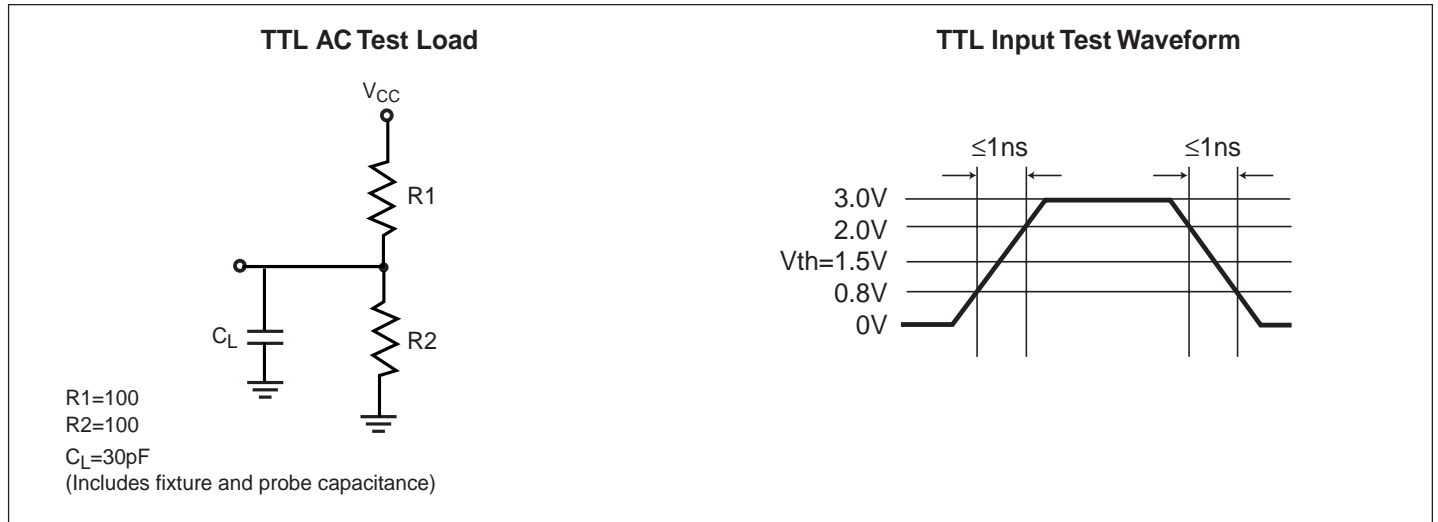 TTL AC Test Load
VCC
R1
CL
R2
R1=100
R2=100
CL=30pF
(Includes fixture and probe capacitance)
TTL Input Test Waveform
≤1ns ≤1ns
3.0V
2.0V
Vth=1.5V
0.8V
0V